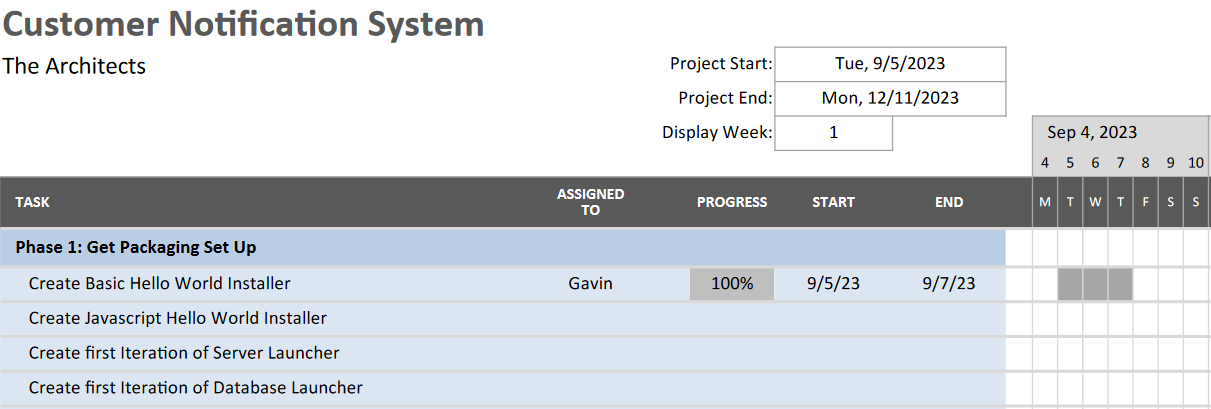 Customer Notification System
The Architects
Project Start: Tue, 9/5/2023
Project End: Mon, 12/11/2023
Display Week: 1
Sep 4, 2023
4 5 6 7 8 9 10
TASK ASSIGNED TO PROGRESS START END M T W T F S S
Phase 1: Get Packaging Set Up
Create Basic Hello World Installer Gavin 100% 9/5/23 9/7/23
Create Javascript Hello World Installer
Create first Iteration of Server Launcher
Create first Iteration of Database Launcher